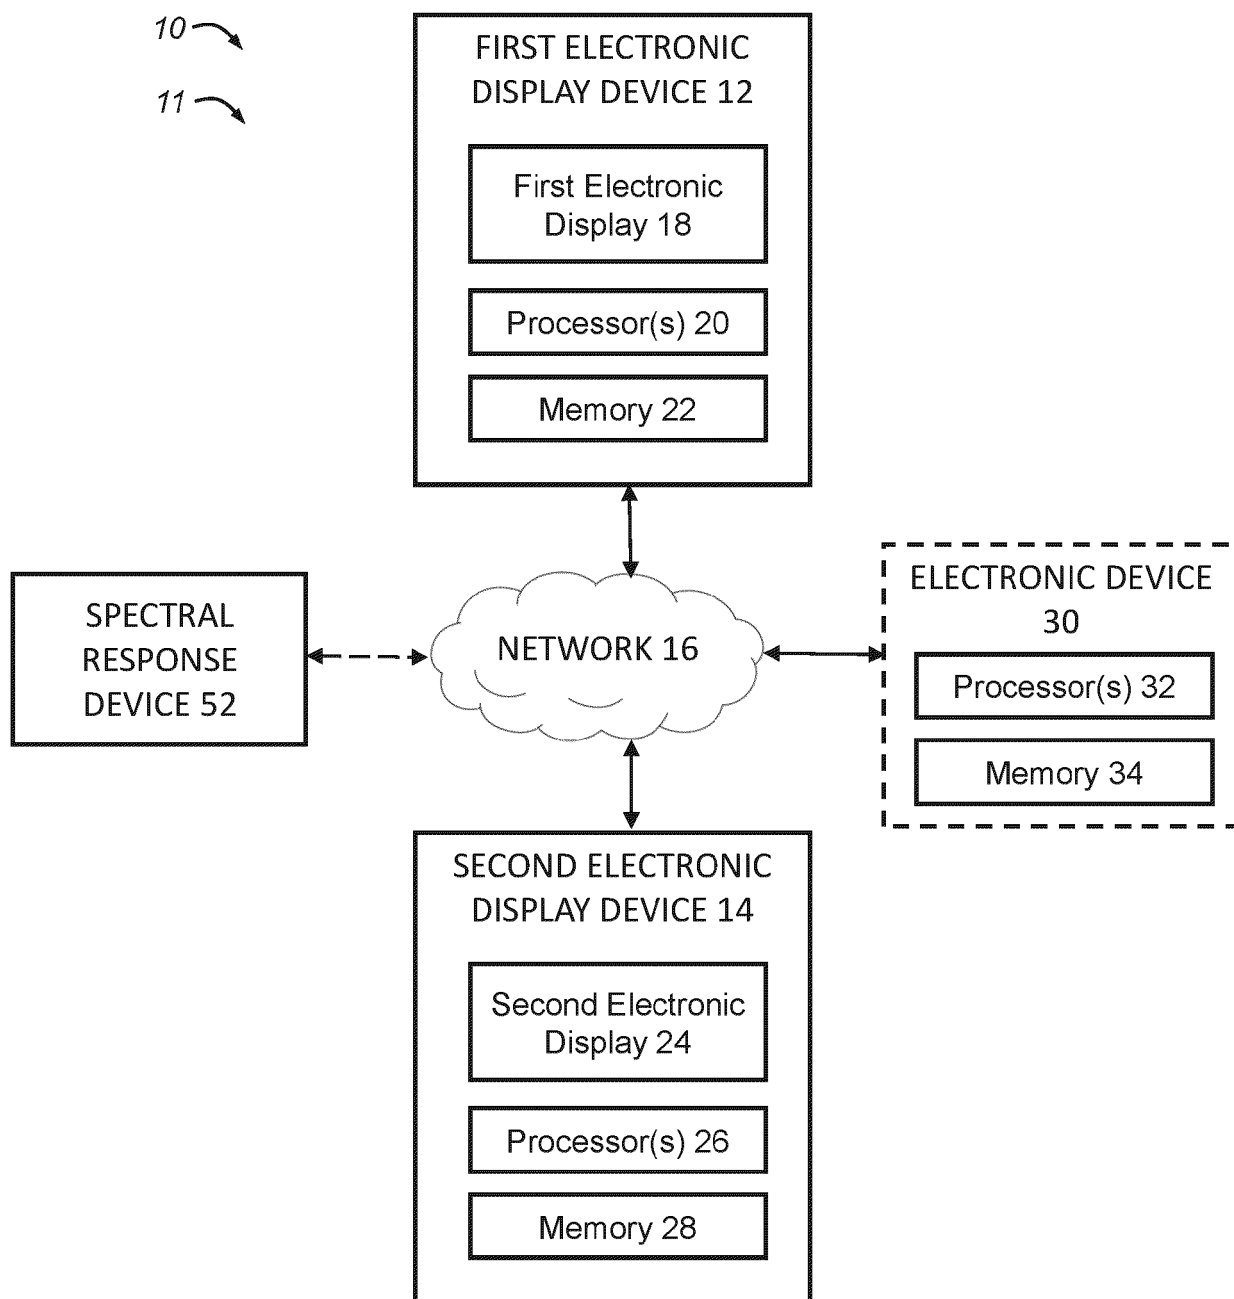 10
11
FIRST ELECTRONIC
DISPLAY DEVICE 12
First Electronic
Display 18
Processor(s) 20
Memory 22
SPECTRAL
RESPONSE
DEVICE 52
NETWORK 16
ELECTRONIC DEVICE
30
Processor(s) 32
Memory 34
SECOND ELECTRONIC
DISPLAY DEVICE 14
Second Electronic
Display 24
Processor(s) 26
Memory 28